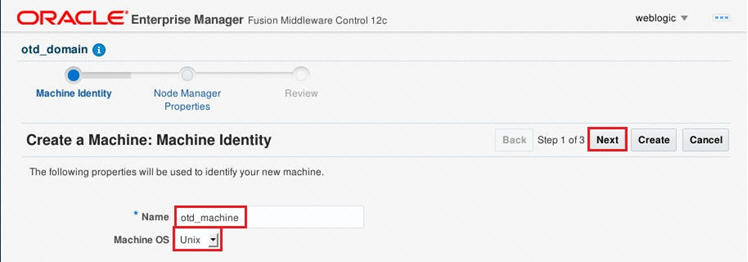 ORACLE Enterprise Manager Fusion Middleware Control 12c weblogic
otd_domain
Machine Identity Node Manager Properties Review
Create a Machine: Machine Identity Back Step 1 of 3 Next Create Cancel
The following properties will be used to identify your new machine.
* Name otd_machine
Machine OS Unix